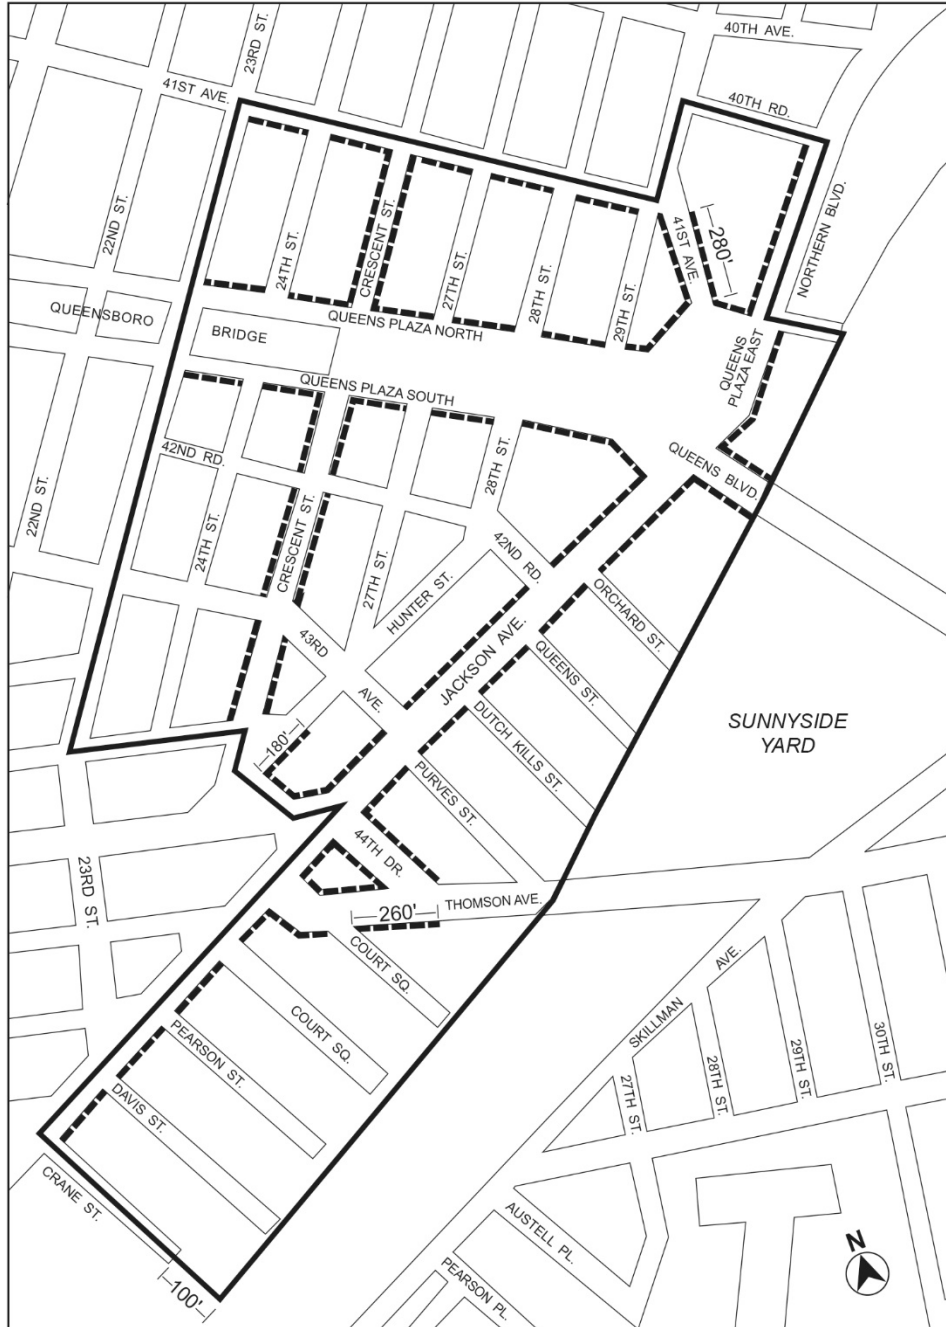 40TH AVE.
23RD ST.
41ST AVE.
40TH RD.
22ND ST.
NORTHERN BLVD.
24TH ST.
CRESCENT ST.
27TH ST.
28TH ST.
29TH ST.
41ST AVE.
280'
QUEENSBORO
BRIDGE
QUEENS PLAZA NORTH
QUEENS
PLAZA EAST
QUEENS PLAZA SOUTH
42ND RD.
28TH ST.
QUEENS BLVD.
22ND ST.
24TH ST.
CRESCENT ST.
27TH ST.
HUNTER ST.
42ND RD.
ORCHARD ST.
43RD
AVE.
JACKSON AVE.
QUEENS ST.
DUTCH KILLS ST.
SUNNYSIDE
YARD
180'
PURVES ST.
44TH DR.
23RD ST.
THOMSON AVE.
260'
COURT SQ.
COURT SQ.
SKILLMAN
AVE.
PEARSON ST.
DAVIS ST.
27TH ST.
28TH ST.
29TH ST.
30TH ST.
CRANE ST.
100'
AUSTELL PL.
PEARSON PL.
N